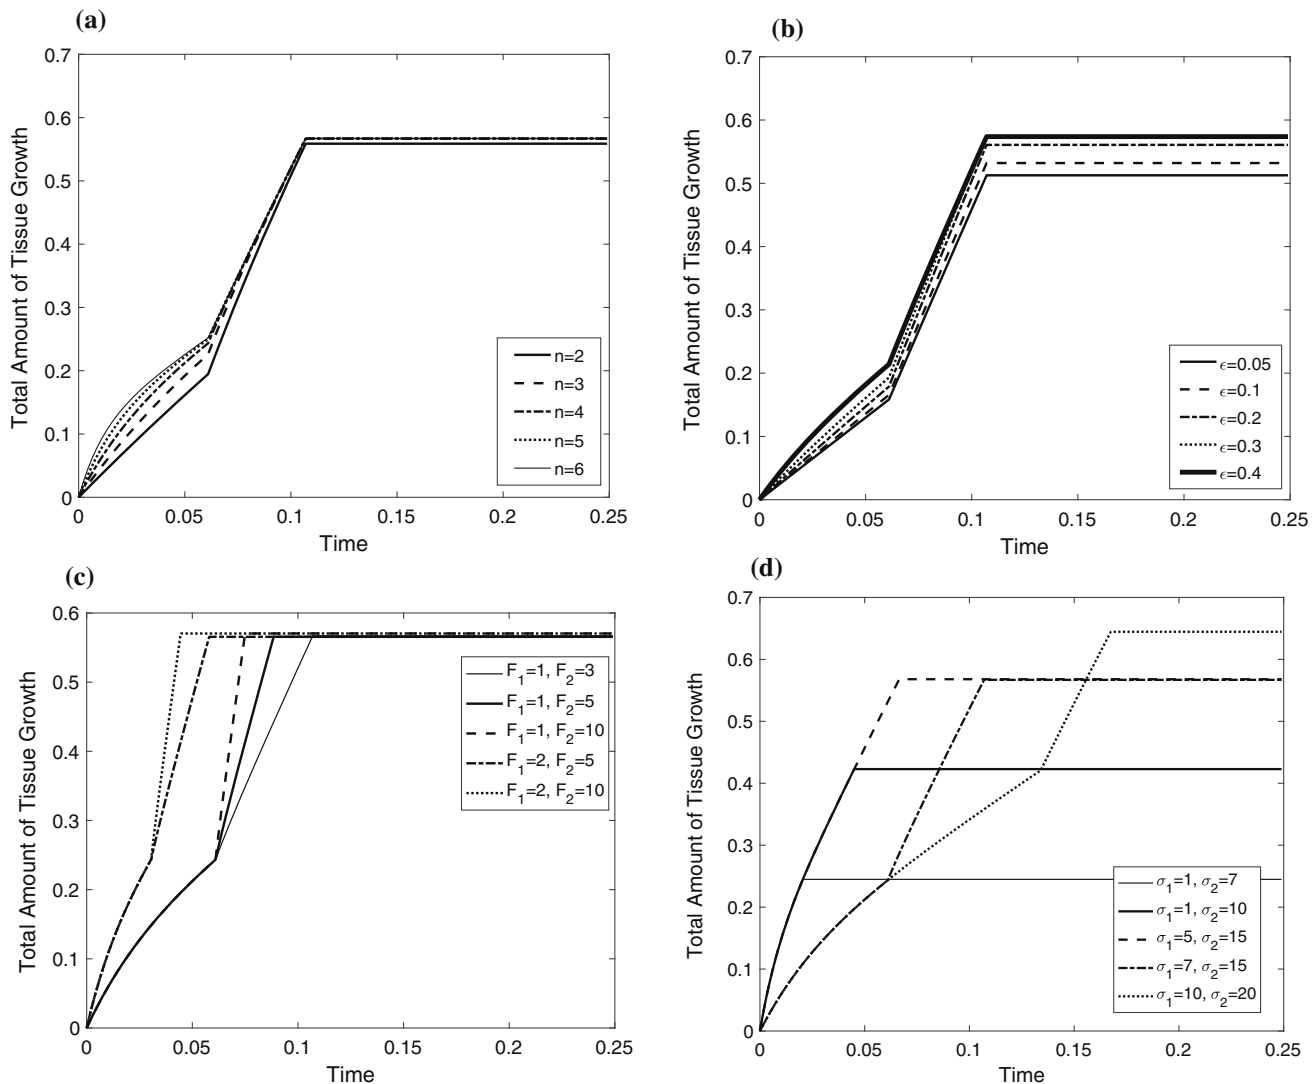 (a)
0.7
0.6
0.5
0.4
0.3
0.2
0.1
0
Total Amount of Tissue Growth
n=2
n=3
n=4
n=5
n=6
0 0.05 0.1 0.15 0.2 0.25
Time
(b)
0.7
0.6
0.5
0.4
0.3
0.2
0.1
0
Total Amount of Tissue Growth
ϵ=0.05
ϵ=0.1
ϵ=0.2
ϵ=0.3
ϵ=0.4
0 0.05 0.1 0.15 0.2 0.25
Time
(c)
0.6
0.5
0.4
0.3
0.2
0.1
0
Total Amount of Tissue Growth
F₁=1, F₂=3
F₁=1, F₂=5
F₁=1, F₂=10
F₁=2, F₂=5
F₁=2, F₂=10
0 0.05 0.1 0.15 0.2 0.25
Time
(d)
0.7
0.6
0.5
0.4
0.3
0.2
0.1
0
Total Amount of Tissue Growth
σ₁=1, σ₂=7
σ₁=1, σ₂=10
σ₁=5, σ₂=15
σ₁=7, σ₂=15
σ₁=10, σ₂=20
0 0.05 0.1 0.15 0.2 0.25
Time